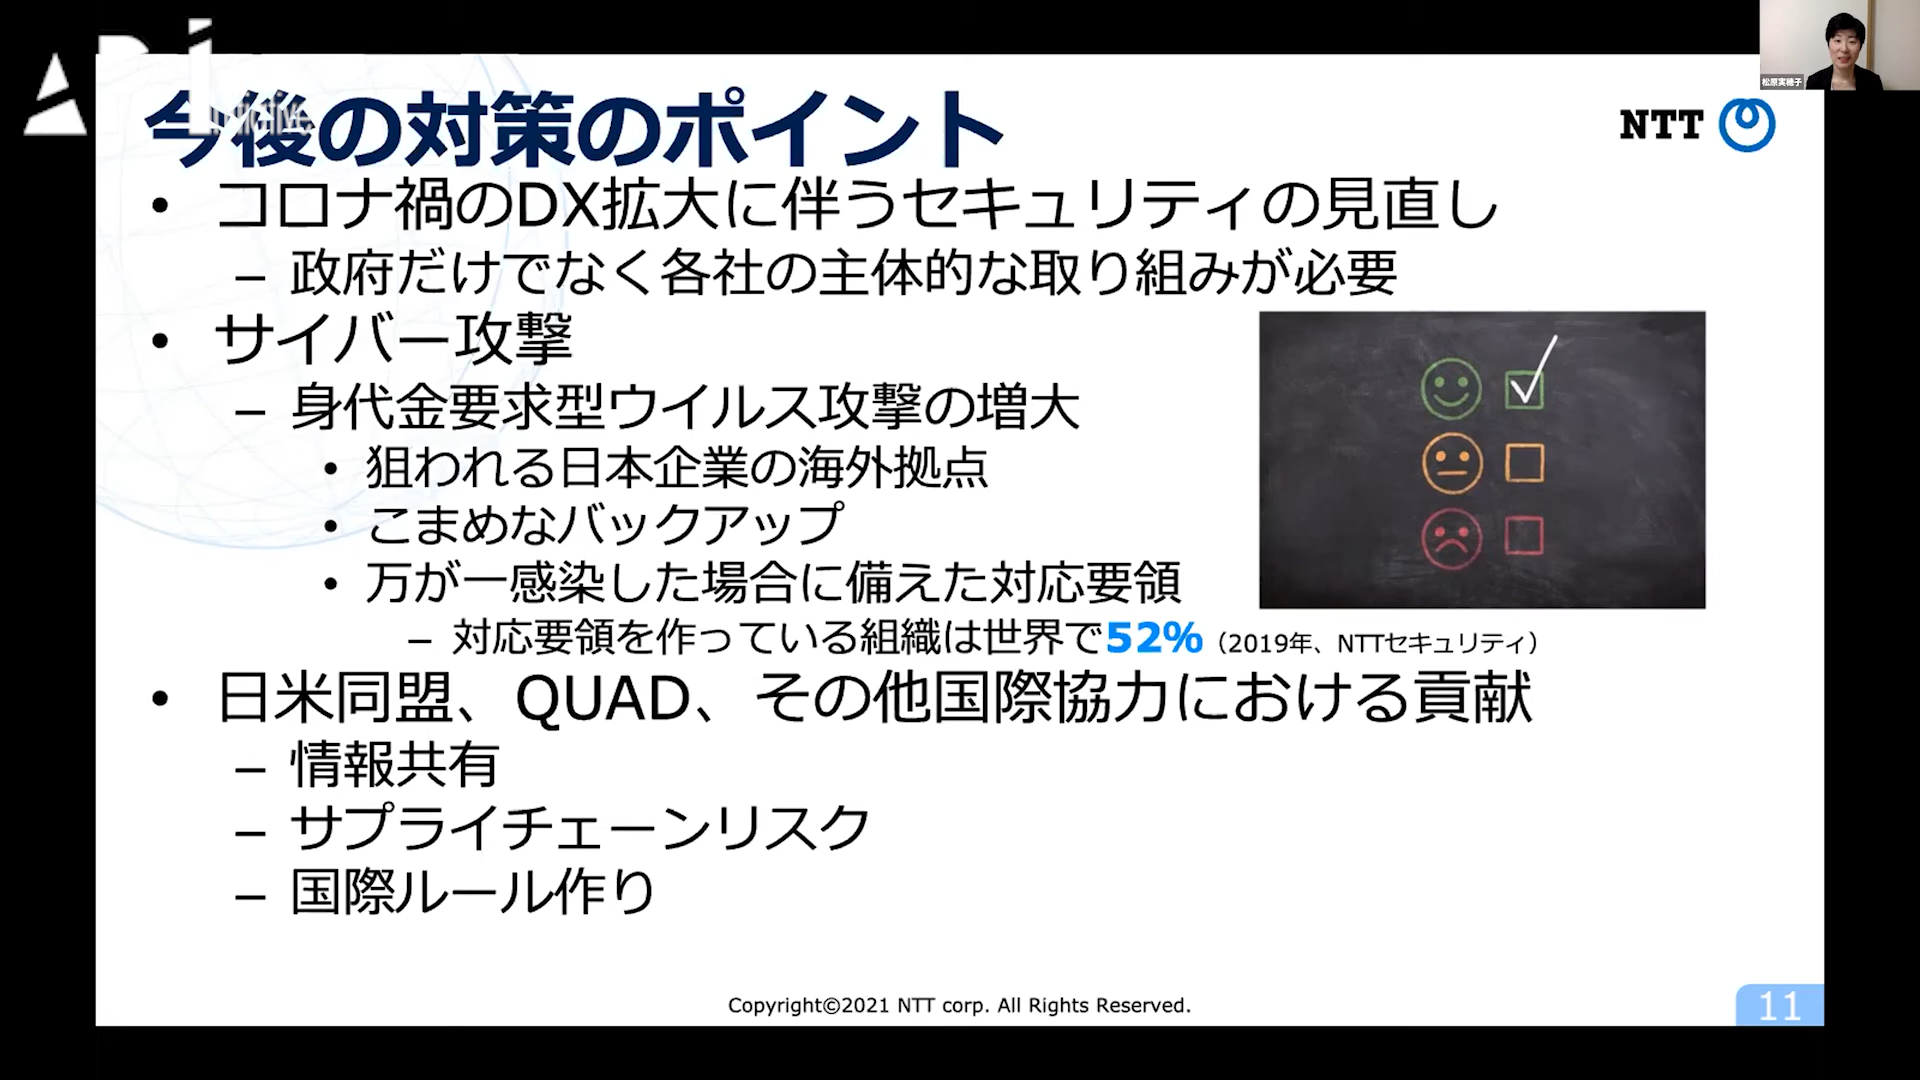 松原実穂子
今後の対策のポイント
NTT
• コロナ禍のDX拡大に伴うセキュリティの見直し
– 政府だけでなく各社の主体的な取り組みが必要
• サイバー攻撃
– 身代金要求型ウイルス攻撃の増大
• 狙われる日本企業の海外拠点
• こまめなバックアップ
• 万が一感染した場合に備えた対応要領
– 対応要領を作っている組織は世界で52%（2019年、NTTセキュリティ）
• 日米同盟、QUAD、その他国際協力における貢献
– 情報共有
– サプライチェーンリスク
– 国際ルール作り
Copyright©2021 NTT corp. All Rights Reserved.
11